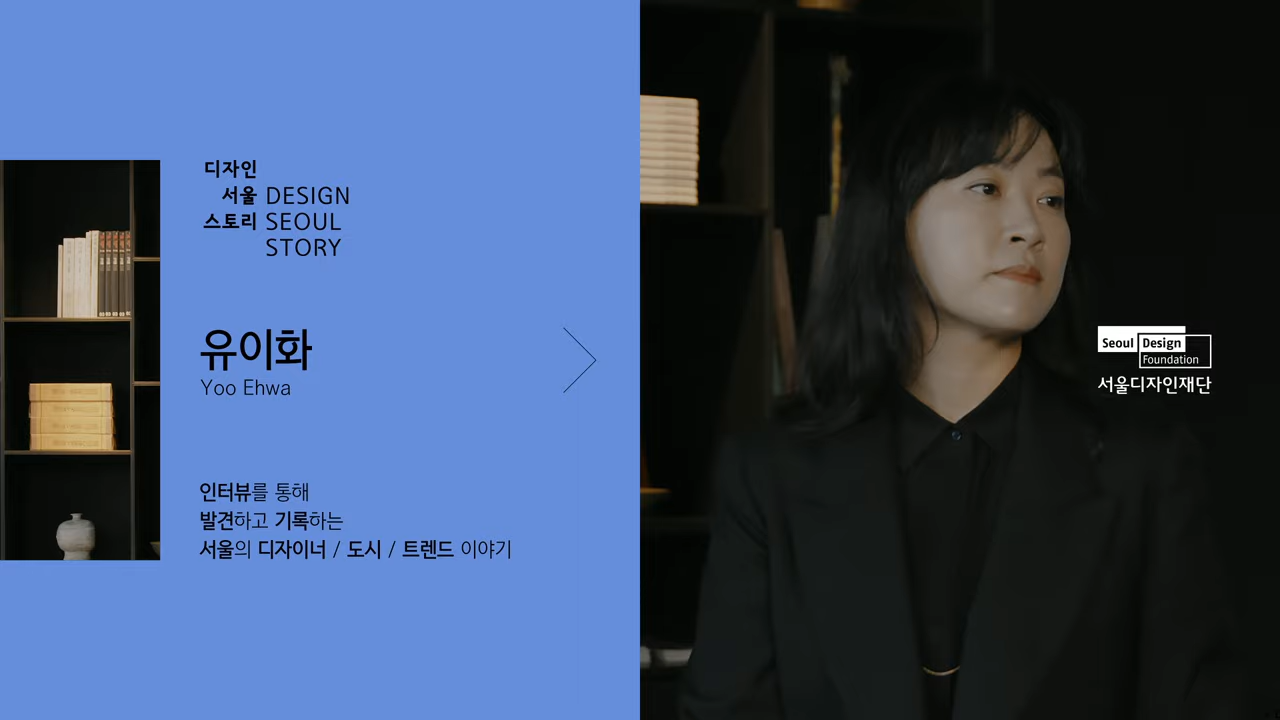 디자인
서울 DESIGN
스토리 SEOUL
STORY
유이화
Yoo Ehwa
인터뷰를 통해
발견하고 기록하는
서울의 디자이너 / 도시 / 트렌드 이야기
Seoul Design
Foundation
서울디자인재단